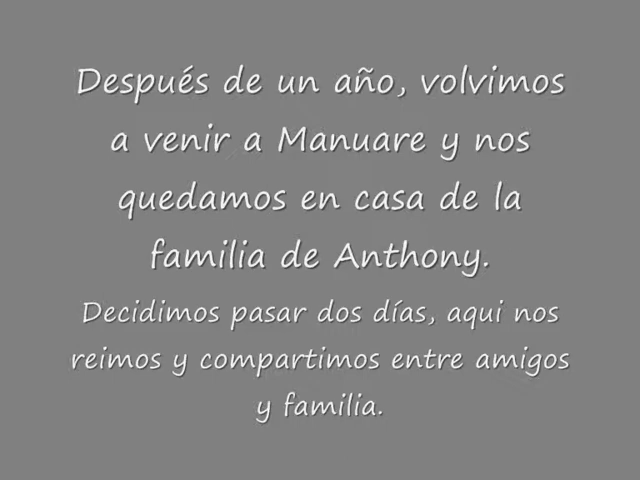 Después de un año, volvimos
a venir a Manuare y nos
quedamos en casa de la
familia de Anthony.
Decidimos pasar dos días, aqui nos
reimos y compartimos entre amigos
y familia.